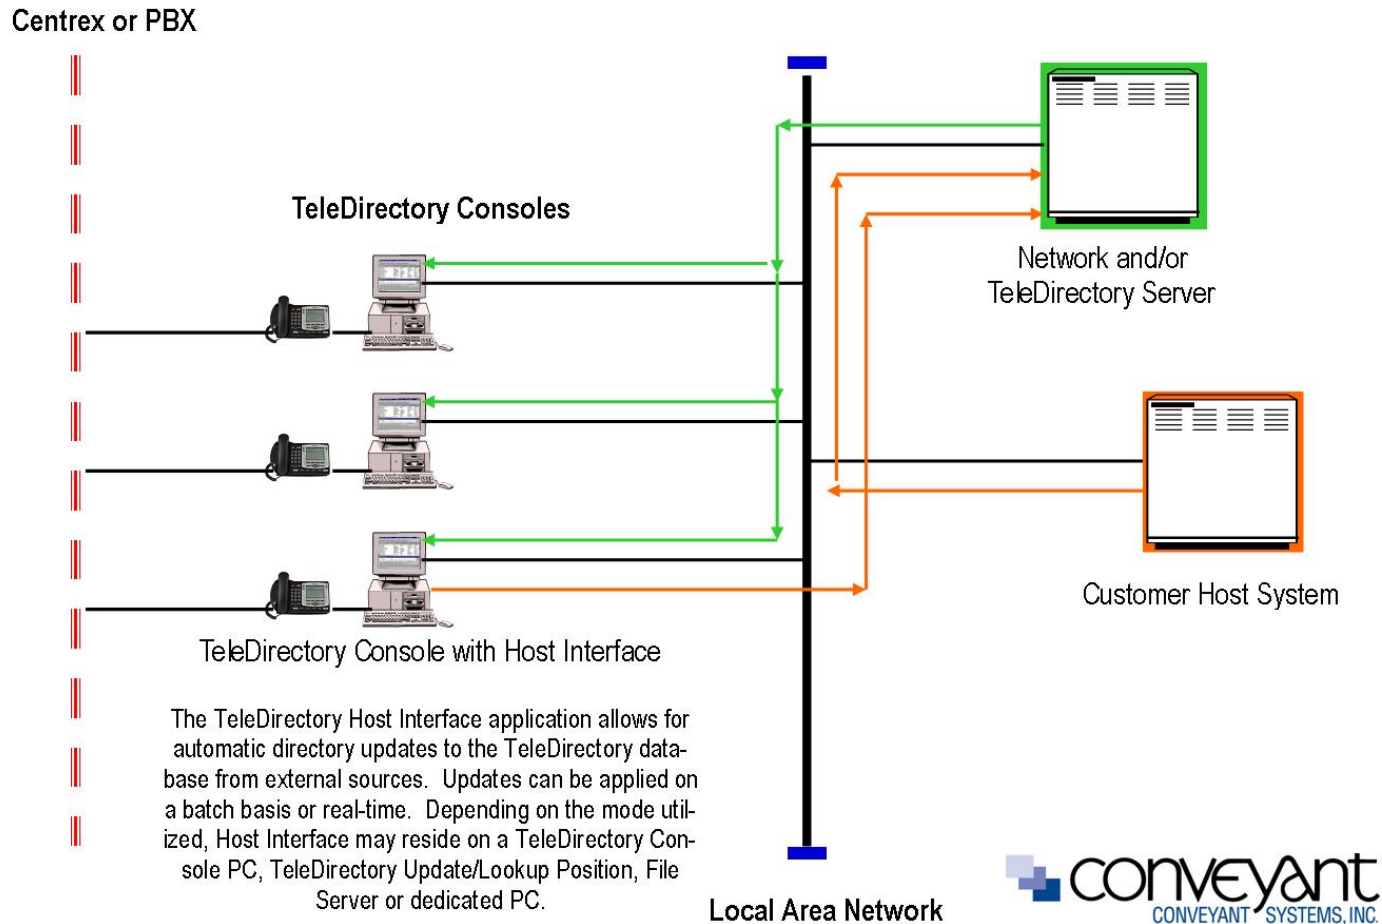 Centrex or PBX
TeleDirectory Consoles
Network and/or
TeleDirectory Server
Customer Host System
TeleDirectory Console with Host Interface
The TeleDirectory Host Interface application allows for
automatic directory updates to the TeleDirectory data-
base from external sources.  Updates can be applied on
a batch basis or real-time.  Depending on the mode util-
ized, Host Interface may reside on a TeleDirectory Con-
sole PC, TeleDirectory Update/Lookup Position, File
Server or dedicated PC.
Local Area Network
conveyant
CONVEYANT SYSTEMS, INC.